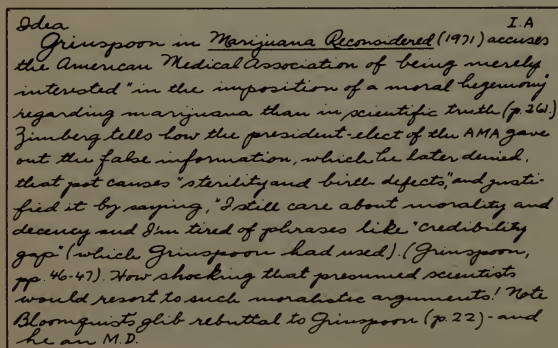 Idea I.A
Grinspoon in Marijuana Reconsidered (1971) accuses
the American Medical Association of being merely
interested "in the imposition of a moral hegemony"
regarding marijuana than in scientific truth (p. 261.)
Zimberg tells how the president-elect of the AMA gave
out the false information, which he later denied,
that pot causes "sterility and birth defects," and justi-
fied it by saying, "I still care about morality and
decency and I'm tired of phrases like "credibility
gap" (which Grinspoon had used). (Grinspoon,
pp. 46-47). How shocking that presumed scientists
would resort to such moralistic arguments! Note
Bloomquists glib rebuttal to Grinspoon (p. 22) - and
he an M.D.